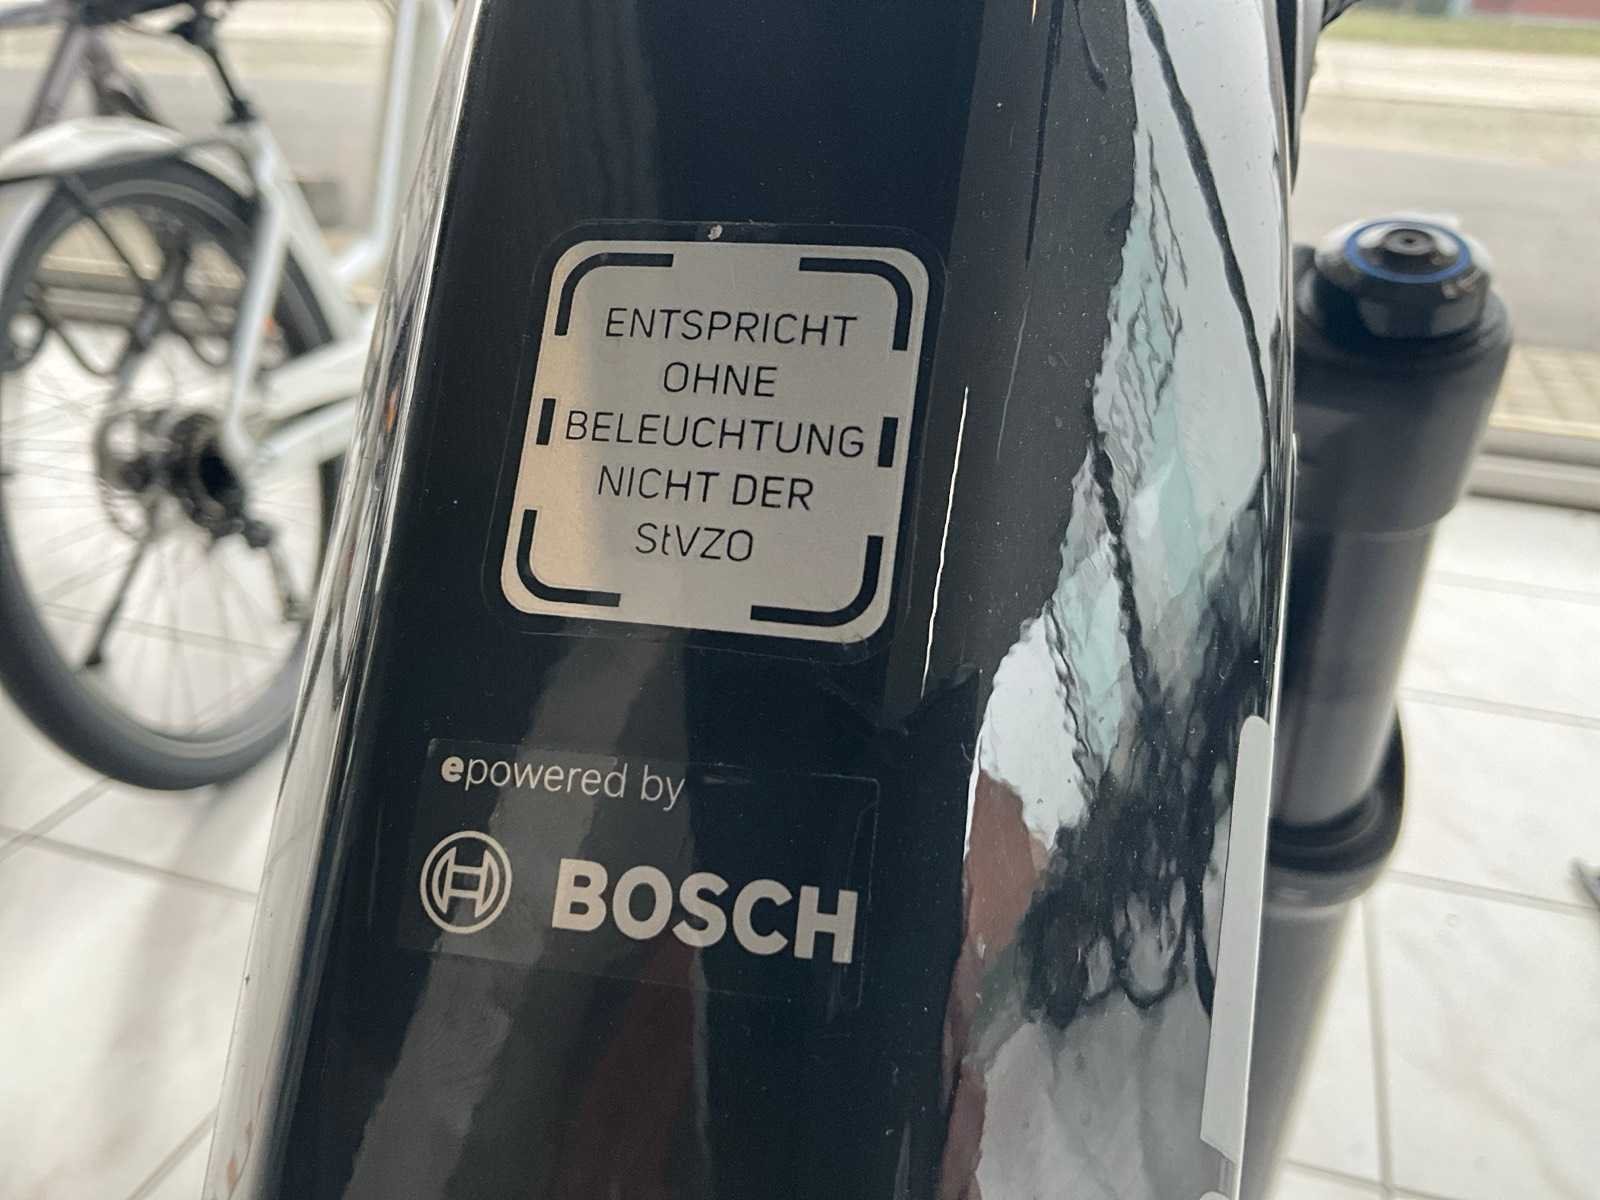 ENTSPRICHT
OHNE
BELEUCHTUNG
NICHT DER
StVZO
epowered by
BOSCH